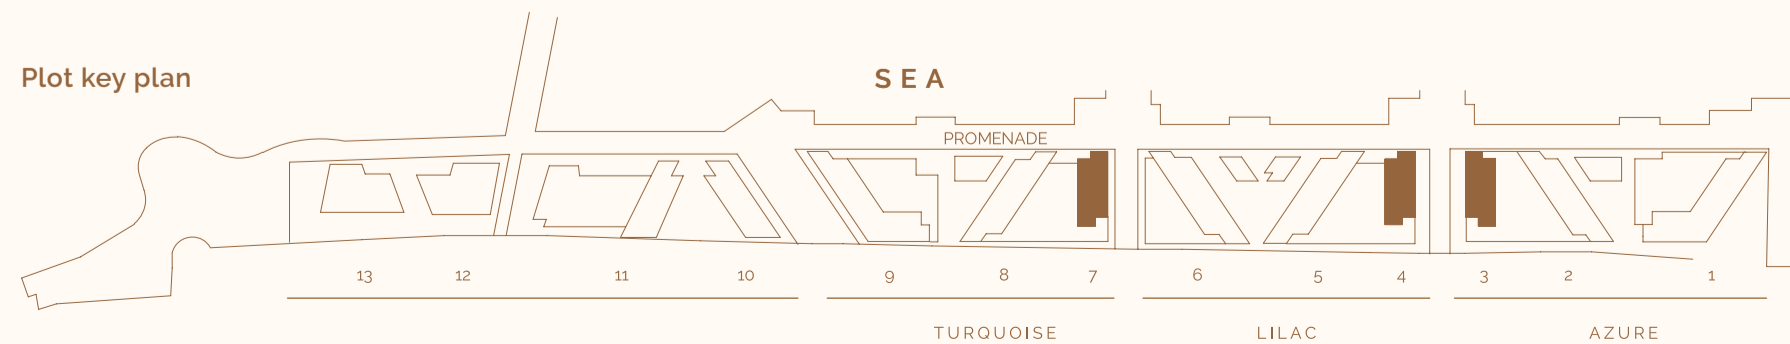 Plot key plan
SEA
PROMENADE
13 12 11 10 9 8 7 6 5 4 3 2 1
TURQUOISE LILAC AZURE